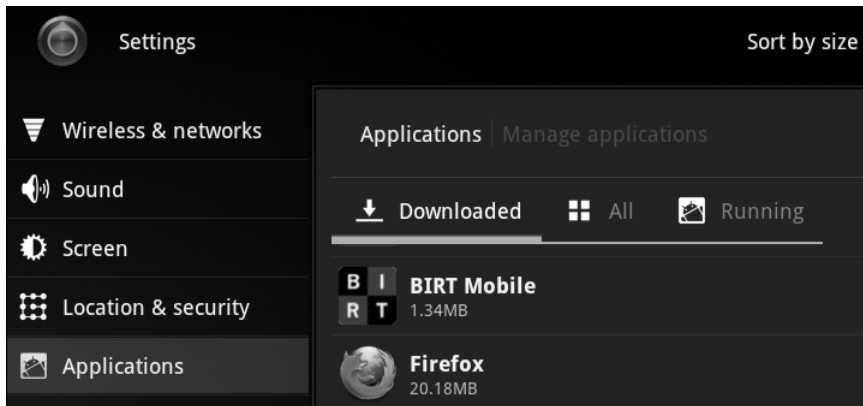 Settings
Sort by size
Wireless & networks
Sound
Screen
Location & security
Applications
Applications Manage applications
Downloaded All Running
B I
R T
BIRT Mobile
1.34MB
Firefox
20.18MB